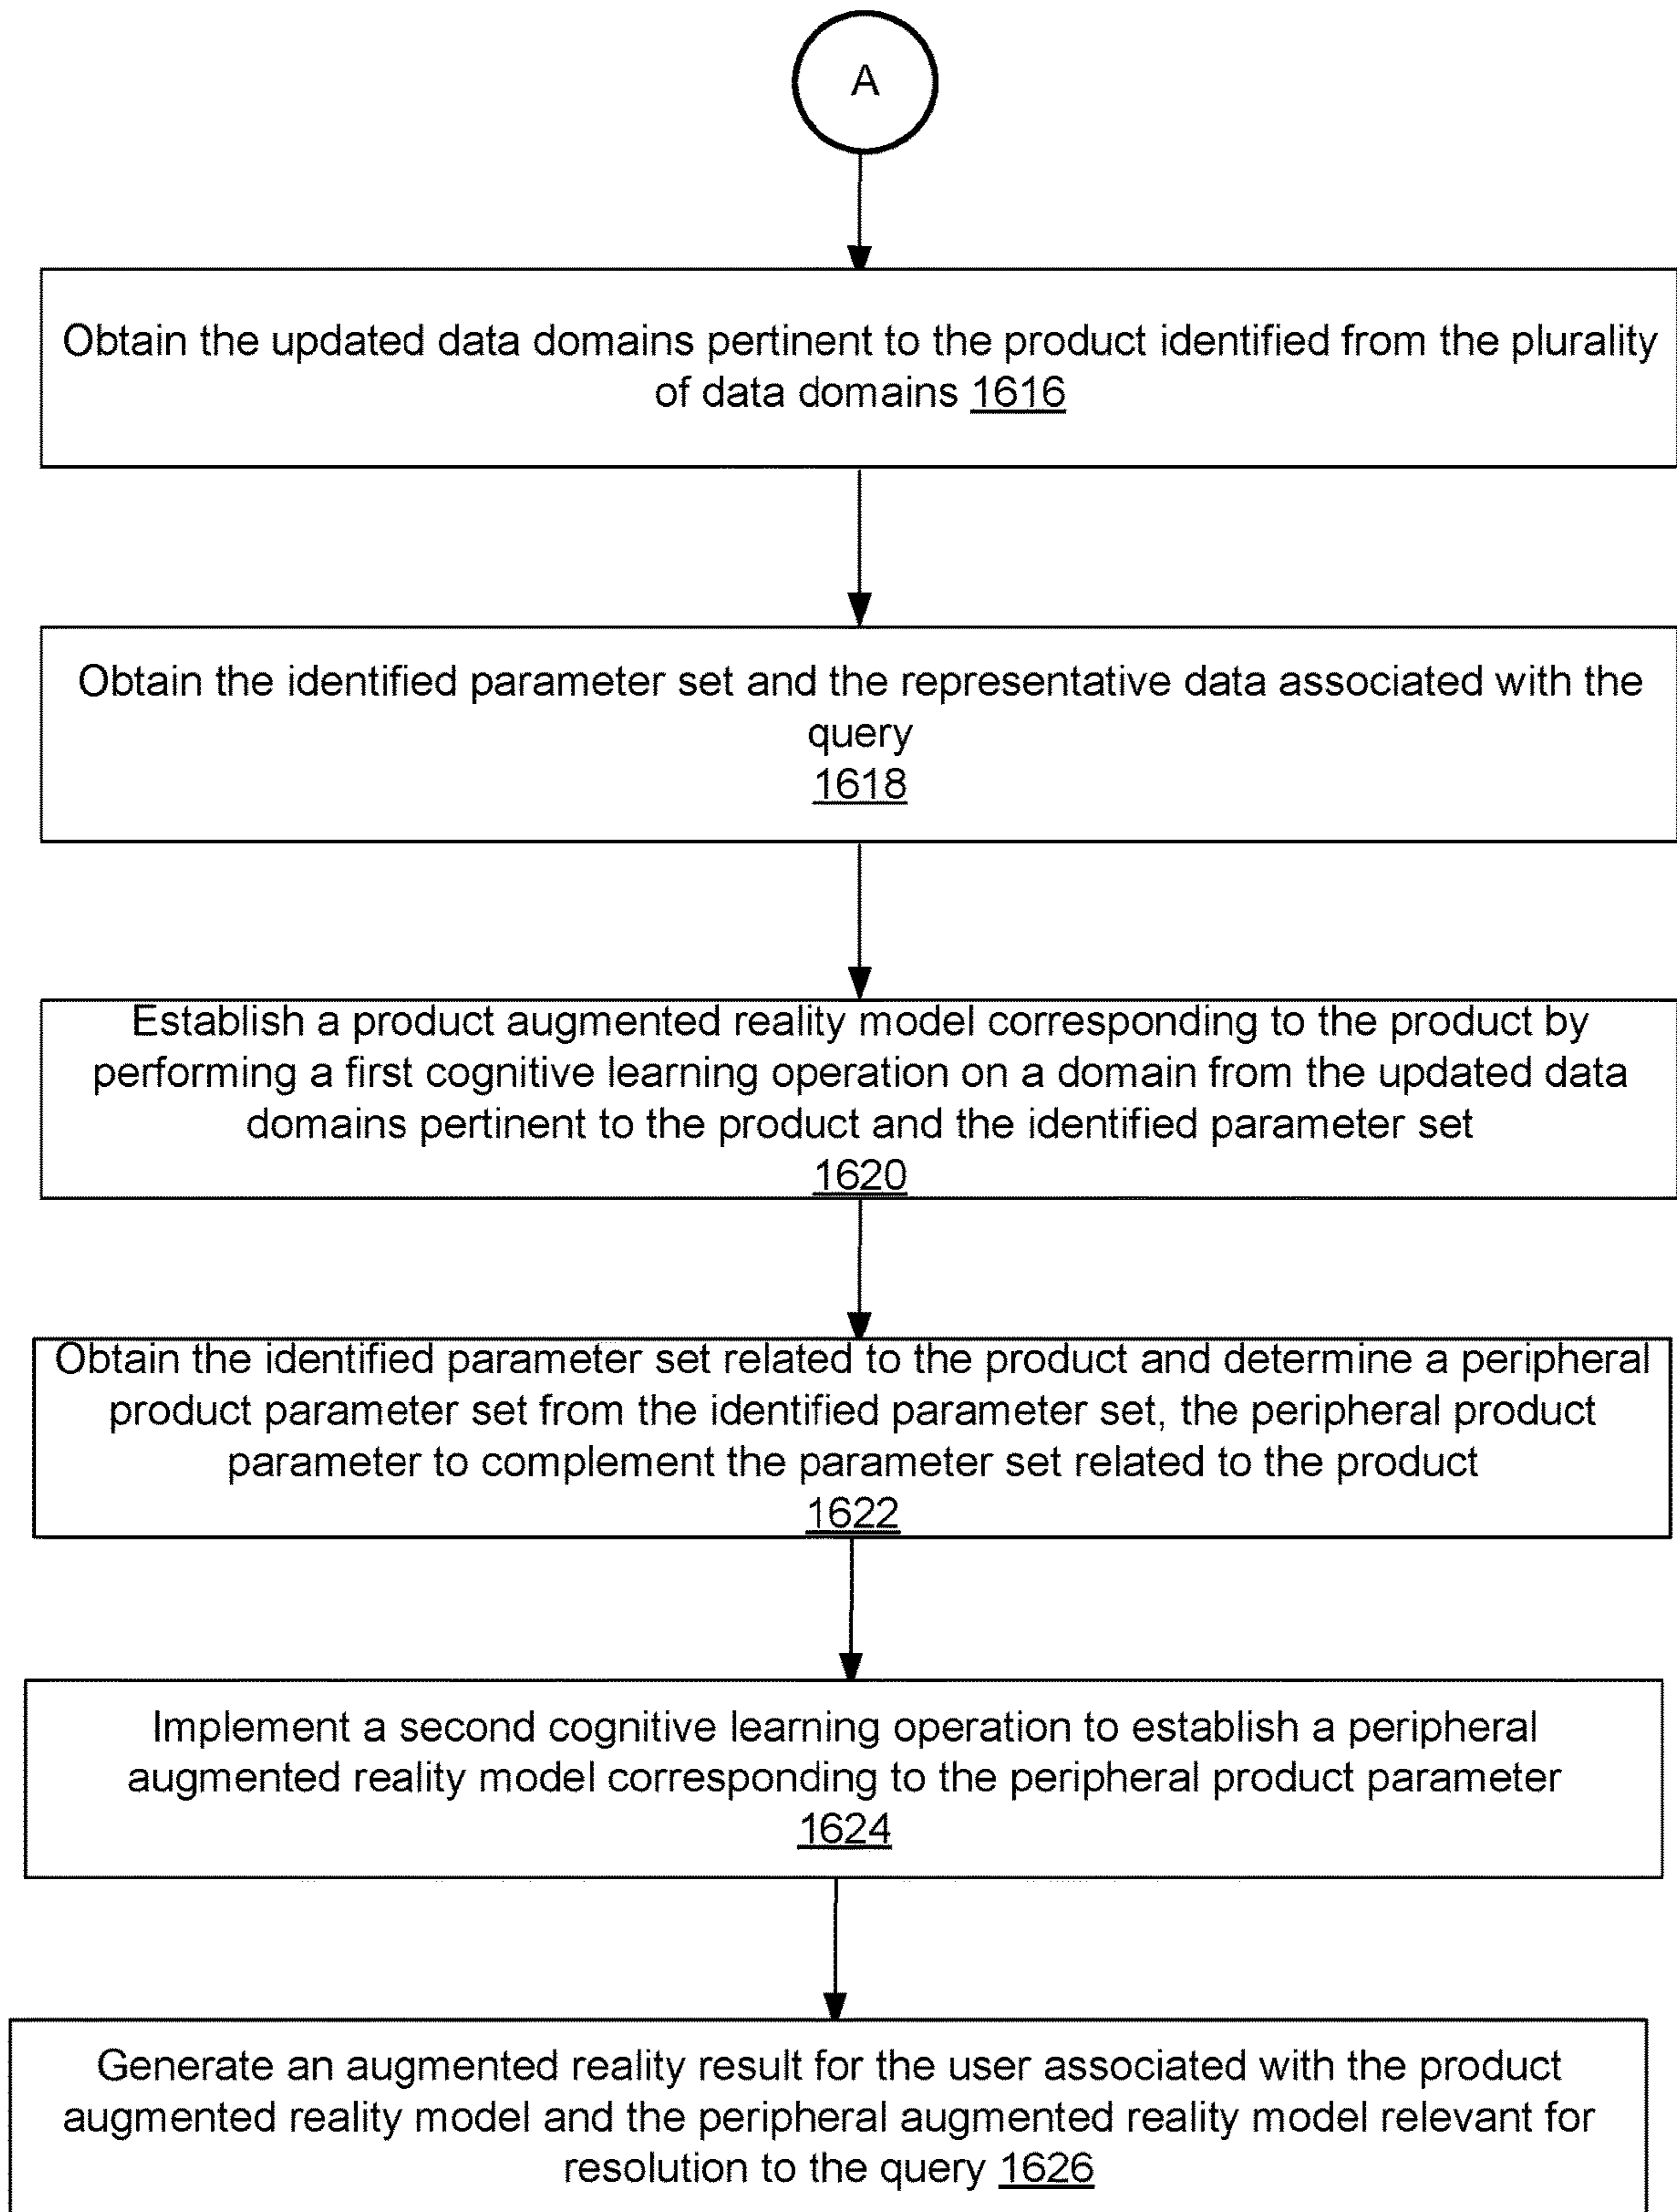 A
Obtain the updated data domains pertinent to the product identified from the plurality
of data domains 1616
Obtain the identified parameter set and the representative data associated with the
query
1618
Establish a product augmented reality model corresponding to the product by
performing a first cognitive learning operation on a domain from the updated data
domains pertinent to the product and the identified parameter set
1620
Obtain the identified parameter set related to the product and determine a peripheral
product parameter set from the identified parameter set, the peripheral product
parameter to complement the parameter set related to the product
1622
Implement a second cognitive learning operation to establish a peripheral
augmented reality model corresponding to the peripheral product parameter
1624
Generate an augmented reality result for the user associated with the product
augmented reality model and the peripheral augmented reality model relevant for
resolution to the query 1626